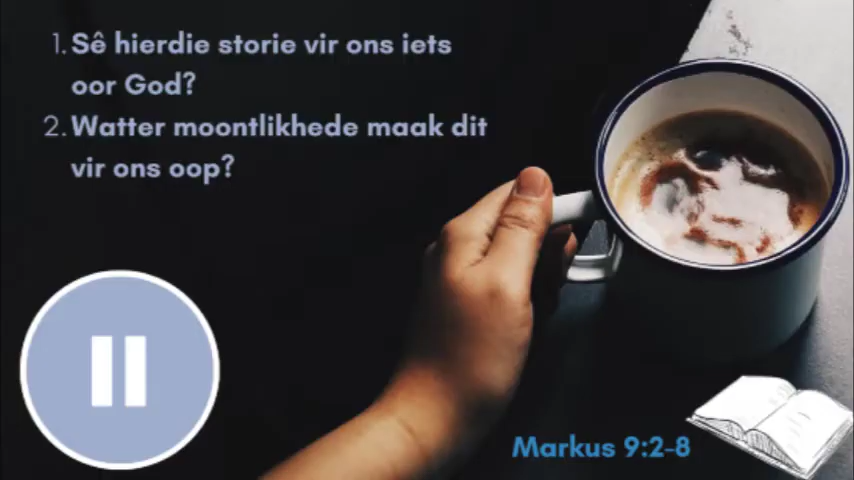 1. Sê hierdie storie vir ons iets
oor God?
2. Watter moontlikhede maak dit
vir ons oop?
Markus 9:2-8